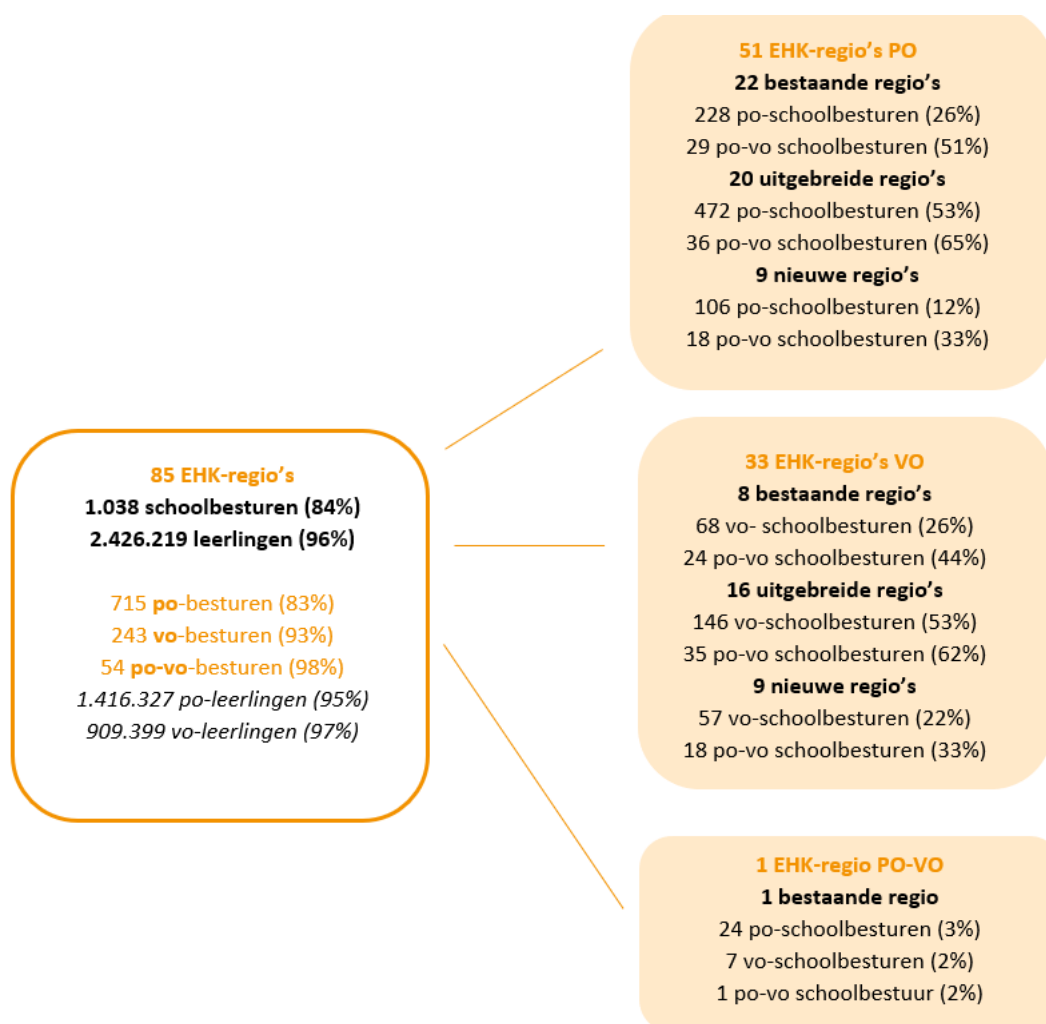 85 EHK-regio's
1.038 schoolbesturen (84%)
2.426.219 leerlingen (96%)
715 po-besturen (83%)
243 vo-besturen (93%)
54 po-vo-besturen (98%)
1.416.327 po-leerlingen (95%)
909.399 vo-leerlingen (97%)
51 EHK-regio's PO
22 bestaande regio's
228 po-schoolbesturen (26%)
29 po-vo schoolbesturen (51%)
20 uitgebreide regio's
472 po-schoolbesturen (53%)
36 po-vo schoolbesturen (65%)
9 nieuwe regio's
106 po-schoolbesturen (12%)
18 po-vo schoolbesturen (33%)
33 EHK-regio's VO
8 bestaande regio's
68 vo- schoolbesturen (26%)
24 po-vo schoolbesturen (44%)
16 uitgebreide regio's
146 vo-schoolbesturen (53%)
35 po-vo schoolbesturen (62%)
9 nieuwe regio's
57 vo-schoolbesturen (22%)
18 po-vo schoolbesturen (33%)
1 EHK-regio PO-VO
1 bestaande regio
24 po-schoolbesturen (3%)
7 vo-schoolbesturen (2%)
1 po-vo schoolbestuur (2%)